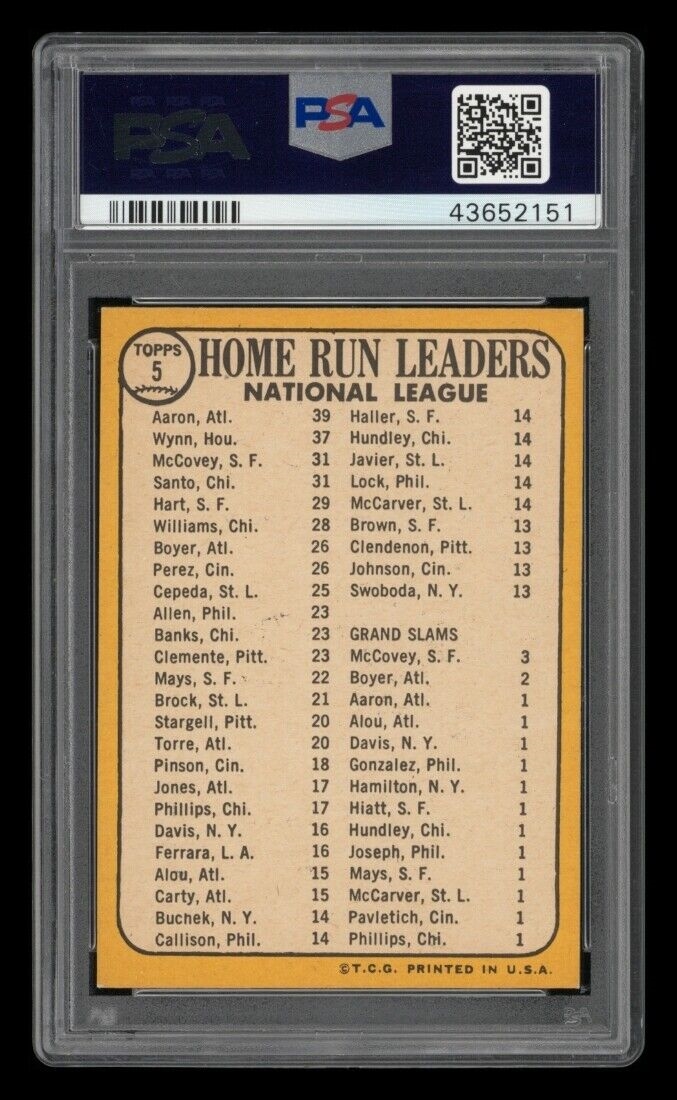 PSA PSA PSA
PSA
PSA PSA PSA
PSA
43652151
TOPPS
5
HOME RUN LEADERS
NATIONAL LEAGUE
Aaron, Atl. 39
Wynn, Hou. 37
McCovey, S. F. 31
Santo, Chi. 31
Hart, S. F. 29
Williams, Chi. 28
Boyer, Atl. 26
Perez, Cin. 26
Cepeda, St. L. 25
Allen, Phil. 23
Banks, Chi. 23
Clemente, Pitt. 23
Mays, S. F. 22
Brock, St. L. 21
Stargell, Pitt. 20
Torre, Atl. 20
Pinson, Cin. 18
Jones, Atl. 17
Phillips, Chi. 17
Davis, N. Y. 16
Ferrara, L. A. 16
Alou, Atl. 15
Carty, Atl. 15
Buchek, N. Y. 14
Callison, Phil. 14
Haller, S. F. 14
Hundley, Chi. 14
Javier, St. L. 14
Lock, Phil. 14
McCarver, St. L. 14
Brown, S. F. 13
Clendenon, Pitt. 13
Johnson, Cin. 13
Swoboda, N. Y. 13
GRAND SLAMS
McCovey, S. F. 3
Boyer, Atl. 2
Aaron, Atl. 1
Alou, Atl. 1
Davis, N. Y. 1
Gonzalez, Phil. 1
Hamilton, N. Y. 1
Hiatt, S. F. 1
Hundley, Chi. 1
Joseph, Phil. 1
Mays, S. F. 1
McCarver, St. L. 1
Pavletich, Cin. 1
Phillips, Chi. 1
©T.C.G. PRINTED IN U.S.A.